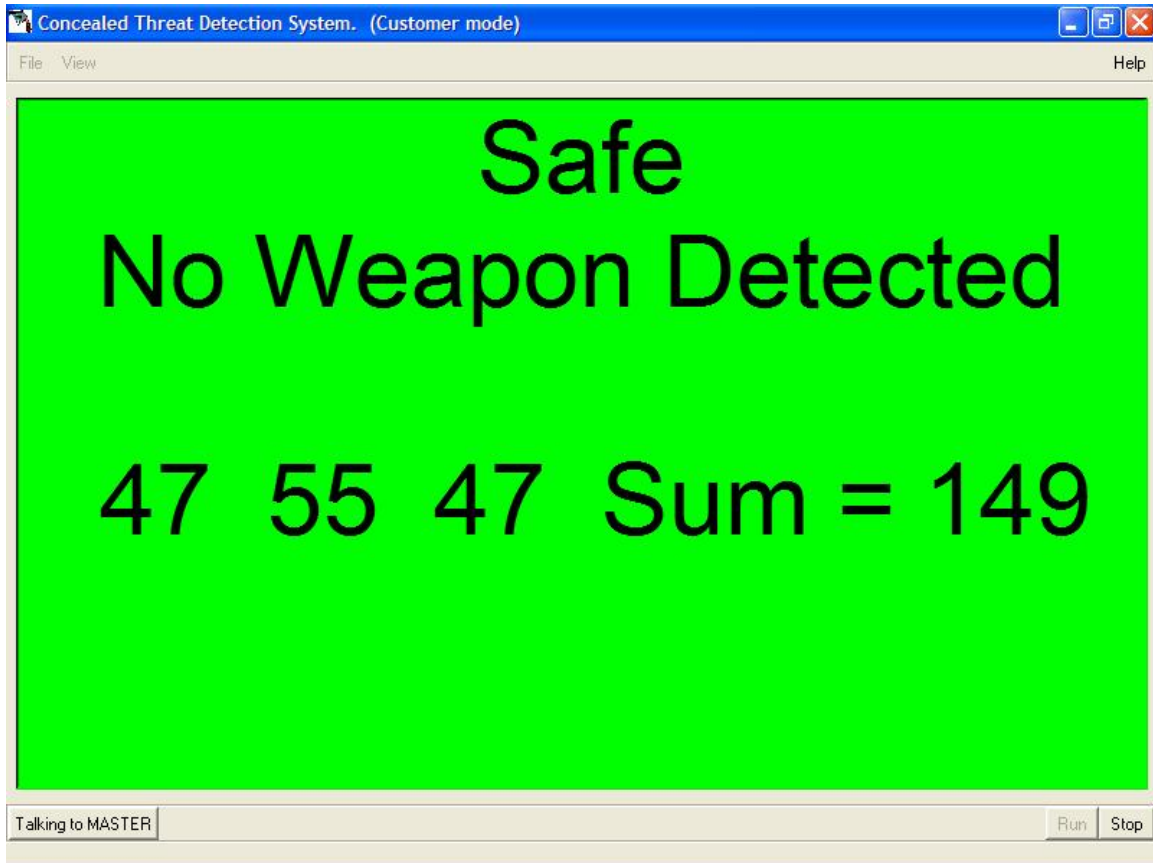 Concealed Threat Detection System. (Customer mode)
File View Help
Safe
No Weapon Detected
47 55 47 Sum = 149
Talking to MASTER Run Stop